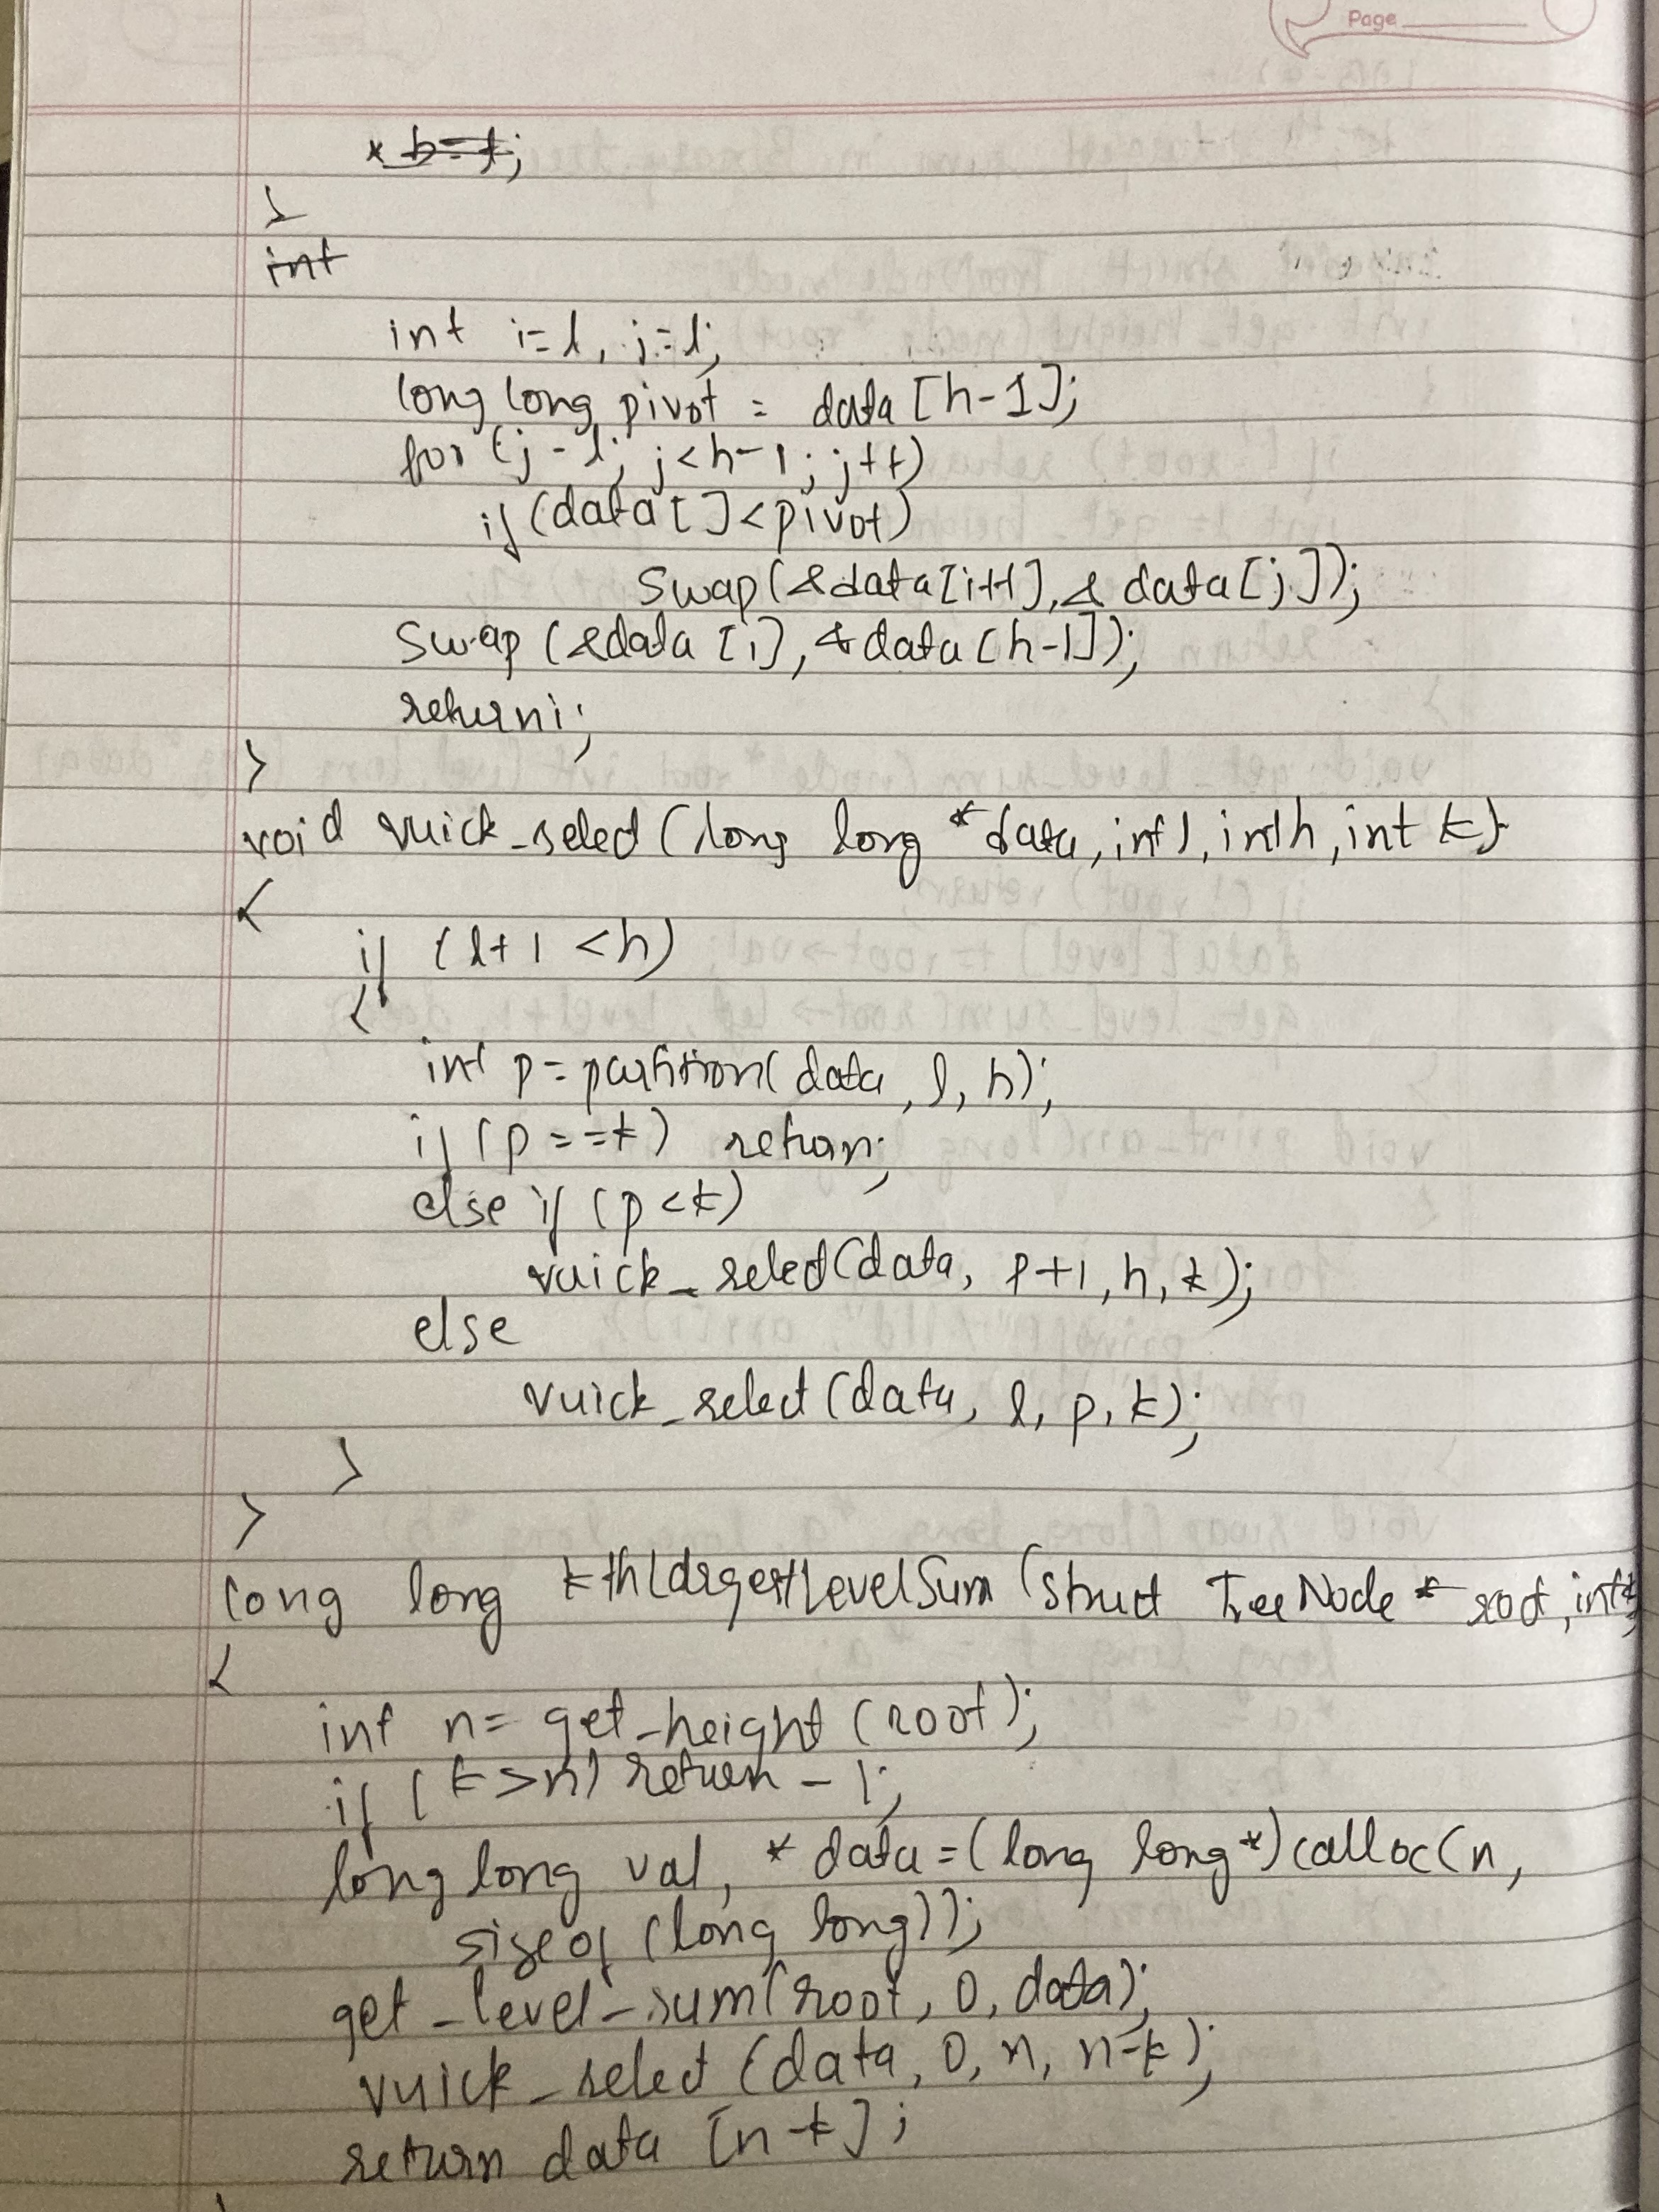 Page
* b=t;
}
int
int i=l, j=l;
long long pivot = data[h-1];
for (j=l; j<h-1; j++)
if (data[]<pivot)
Swap(&data[i++], & data[j]);
Swap (&data [i], &data[h-1]);
return i;
}
void vuick_select (long long *data, int l, int h, int k)
{
if (l+1 <h)
{
int p=partition( data, l, h);
if (p==k) return;
else if (p<k)
vuick_select(data, p+1, h, k);
else
vuick_select(data, l, p, k);
}
}
long long kthLargestLevelSum (struct TreeNode * root, int k)
{
int n= get_height (root);
if (k>n) return -1;
long long val, * data=(long long*)calloc(n,
sizeof (long long));
get_level_sum(root, 0, data);
vuick_select (data, 0, n, n-k);
return data [n-k];